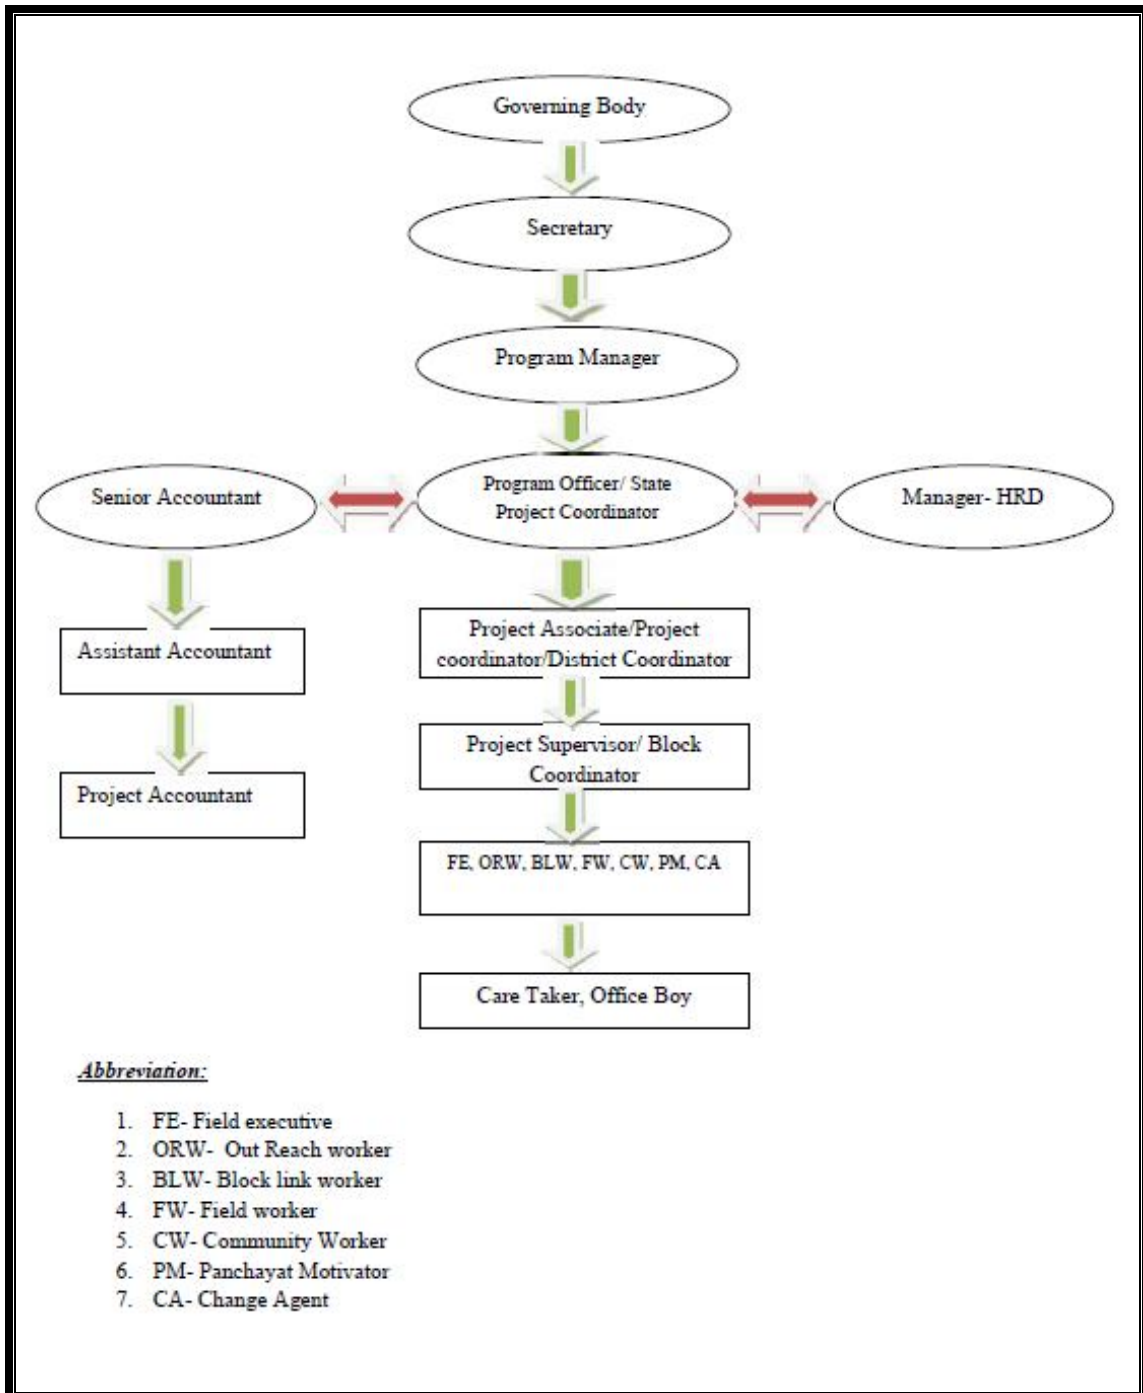 Governing Body
Secretary
Program Manager
Senior Accountant
Program Officer/ State
Project Coordinator
Manager- HRD
Assistant Accountant
Project Associate/Project
coordinator/District Coordinator
Project Supervisor/ Block
Coordinator
Project Accountant
FE, ORW, BLW, FW, CW, PM, CA
Care Taker, Office Boy
Abbreviation:
1. FE- Field executive
2. ORW- Out Reach worker
3. BLW- Block link worker
4. FW- Field worker
5. CW- Community Worker
6. PM- Panchayat Motivator
7. CA- Change Agent